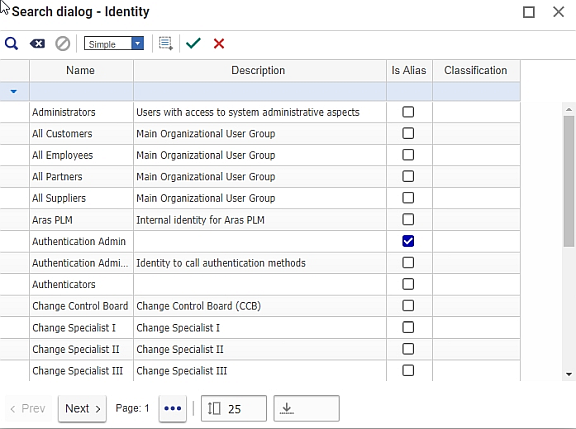 Search dialog - Identity
Simple
Name Description Is Alias Classification
Administrators Users with access to system administrative aspects
All Customers Main Organizational User Group
All Employees Main Organizational User Group
All Partners Main Organizational User Group
All Suppliers Main Organizational User Group
Aras PLM Internal identity for Aras PLM
Authentication Admin
Authentication Admi... Identity to call authentication methods
Authenticators
Change Control Board Change Control Board (CCB)
Change Specialist I Change Specialist I
Change Specialist II Change Specialist II
Change Specialist III Change Specialist III
< Prev Next > Page: 1 ••• 25